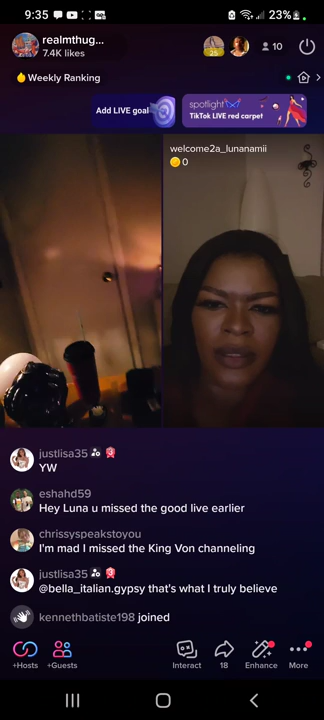 9:35
23%
realmthug...
7.4K likes
25
10
Weekly Ranking
Add LIVE goal
spotlight
TikTok LIVE red carpet
welcome2a_lunanamii
0
justlisa35
YW
eshahd59
Hey Luna u missed the good live earlier
chrissyspeakstoyou
I'm mad I missed the King Von channeling
justlisa35
@bella_italian.gypsy that's what I truly believe
kennethbatiste198 joined
+Hosts
+Guests
Interact
18
Enhance
More